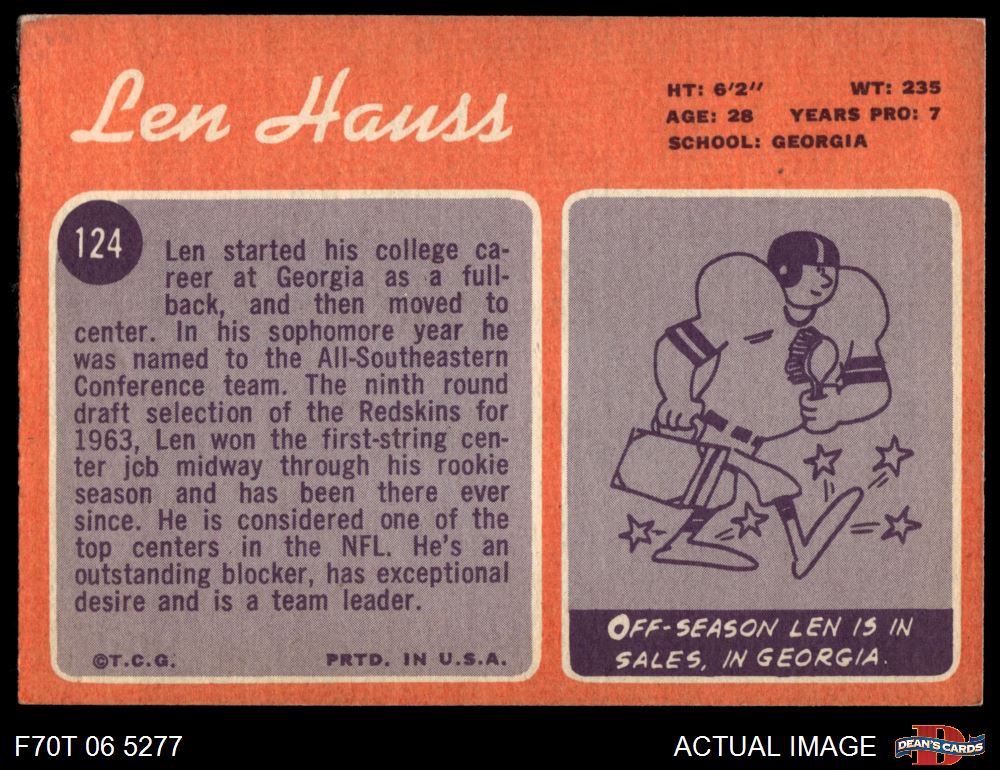 Len Hauss
HT: 6'2" WT: 235
AGE: 28 YEARS PRO: 7
SCHOOL: GEORGIA
124
Len started his college ca-
reer at Georgia as a full-
back, and then moved to
center. In his sophomore year he
was named to the All-Southeastern
Conference team. The ninth round
draft selection of the Redskins for
1963, Len won the first-string cen-
ter job midway through his rookie
season and has been there ever
since. He is considered one of the
top centers in the NFL. He's an
outstanding blocker, has exceptional
desire and is a team leader.
©T.C.G. PRTD. IN U.S.A.
OFF-SEASON LEN IS IN
SALES, IN GEORGIA.
F70T 06 5277
ACTUAL IMAGE
DEAN'S CARDS